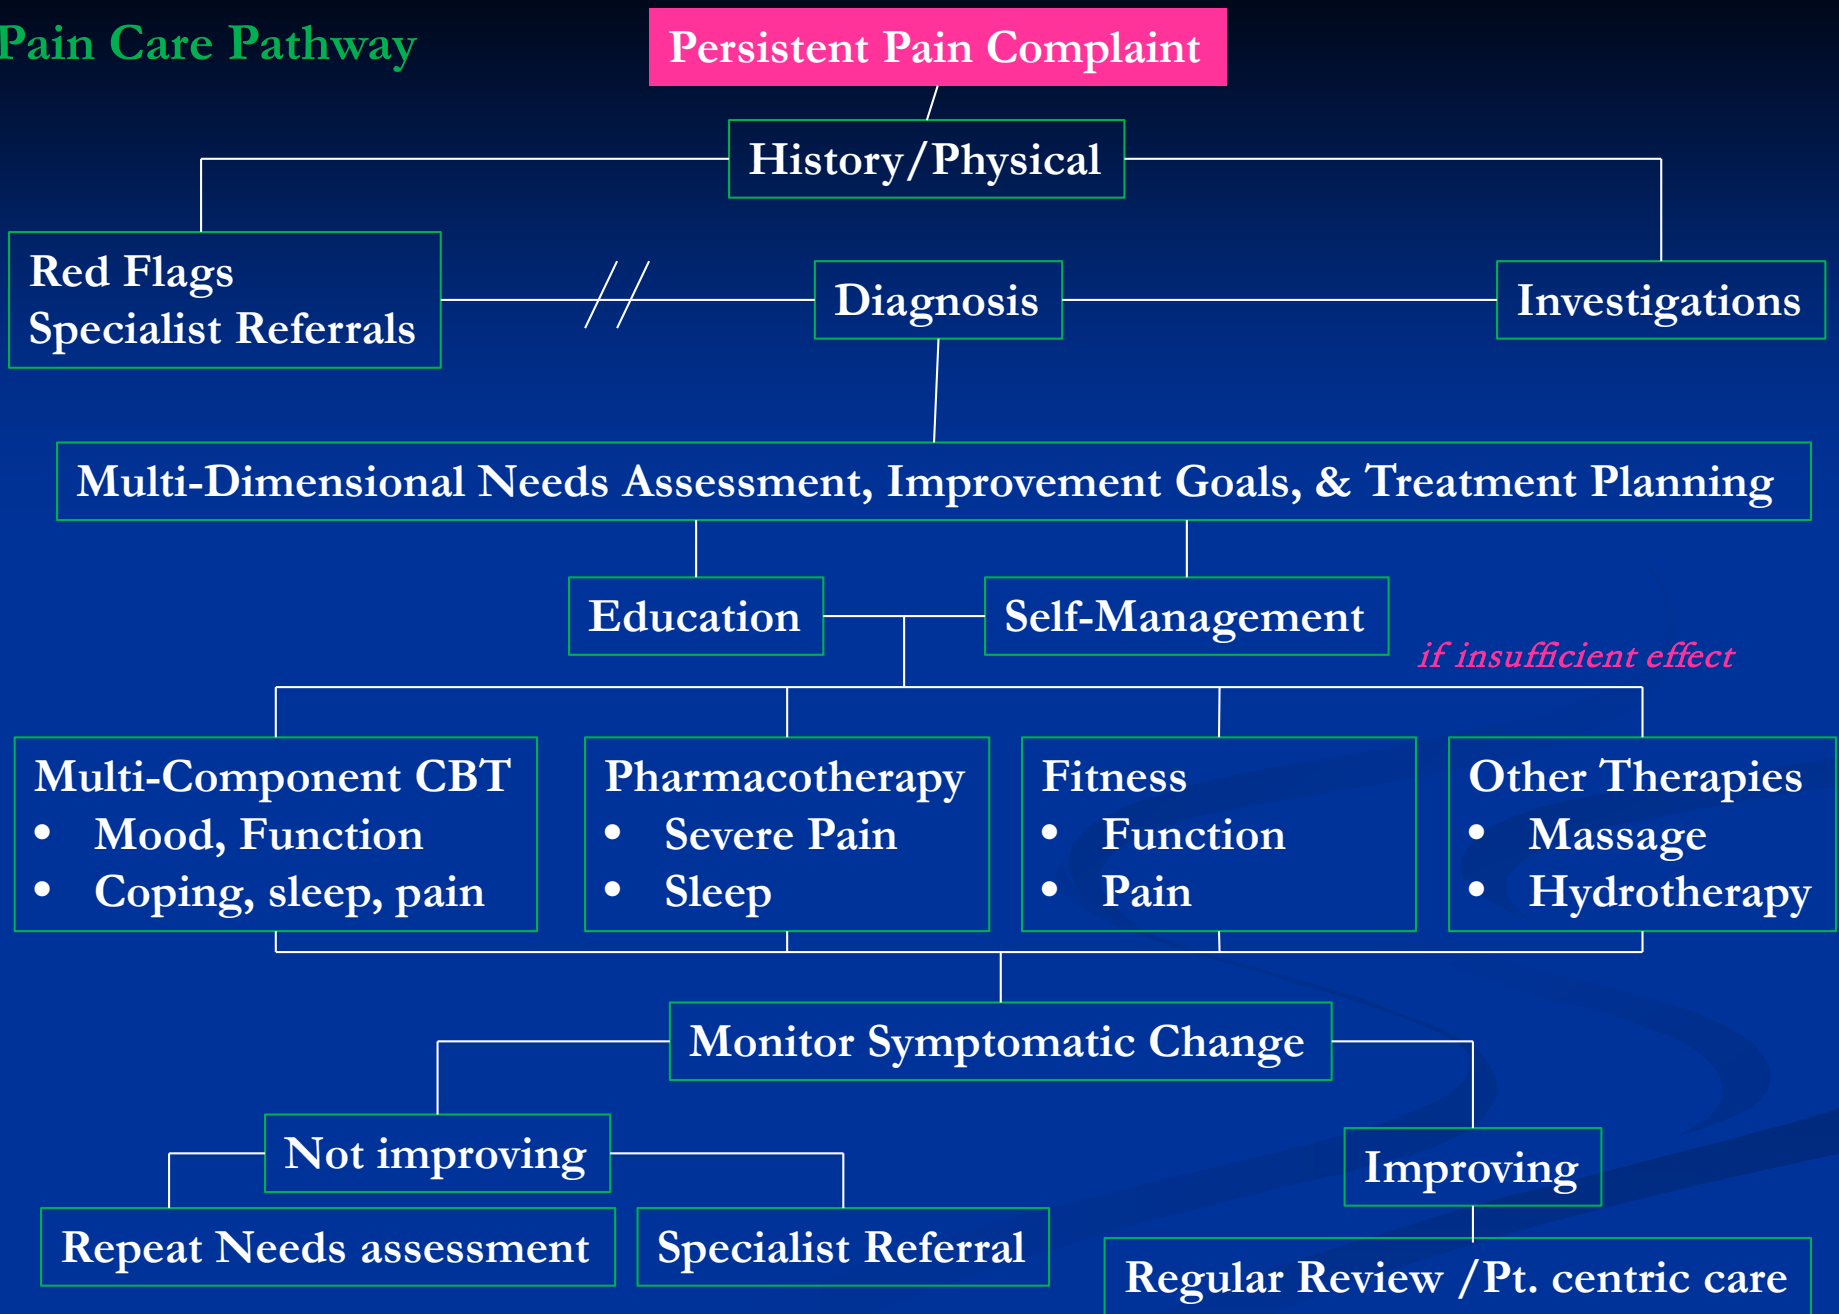 Pain Care Pathway
Persistent Pain Complaint
History/Physical
Red Flags
Specialist Referrals
Diagnosis
Investigations
Multi-Dimensional Needs Assessment, Improvement Goals, & Treatment Planning
Education
Self-Management
if insufficient effect
Multi-Component CBT
• Mood, Function
• Coping, sleep, pain
Pharmacotherapy
• Severe Pain
• Sleep
Fitness
• Function
• Pain
Other Therapies
• Massage
• Hydrotherapy
Monitor Symptomatic Change
Not improving
Improving
Repeat Needs assessment
Specialist Referral
Regular Review /Pt. centric care